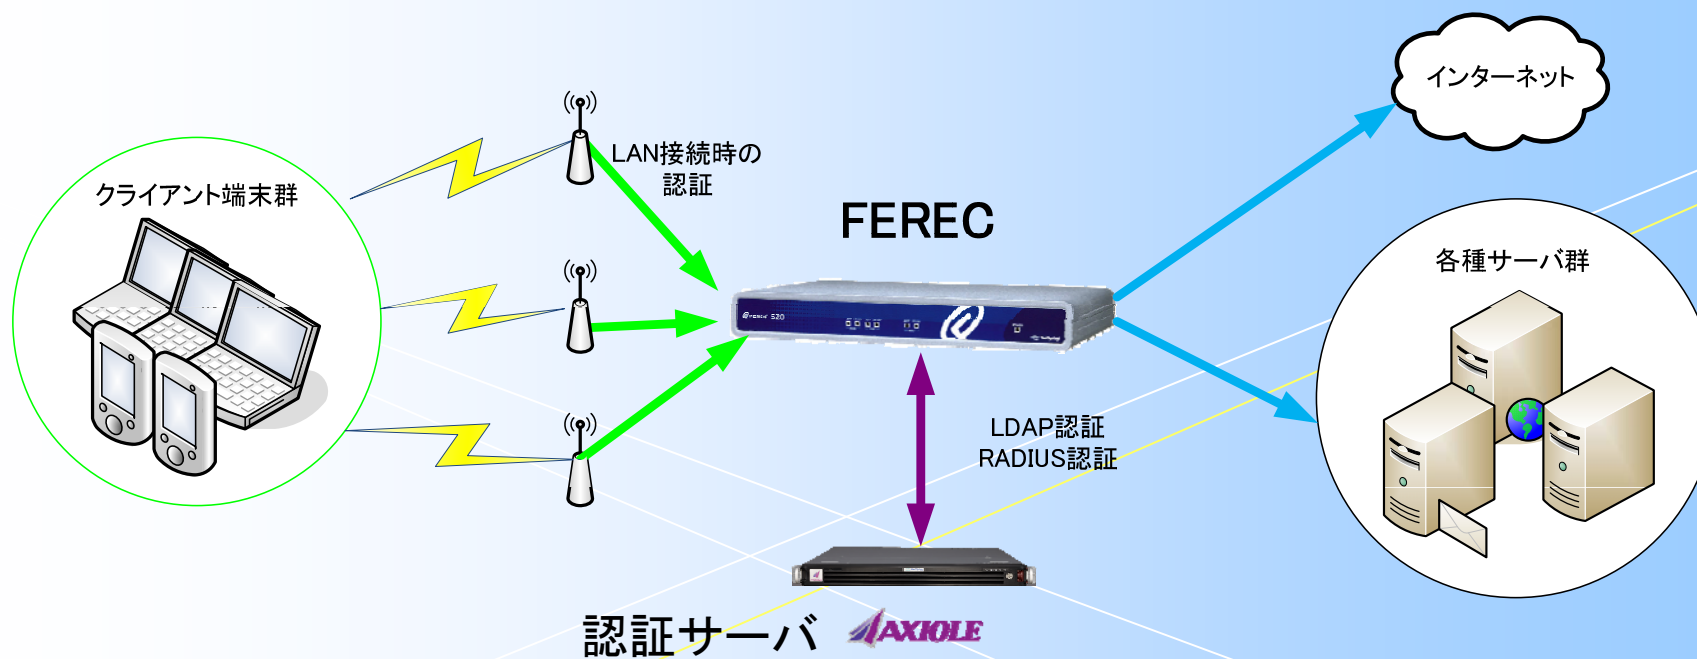 インターネット
LAN接続時の
認証
クライアント端末群
FEREC
各種サーバ群
520
LDAP認証
RADIUS認証
認証サーバ
AXIOLE